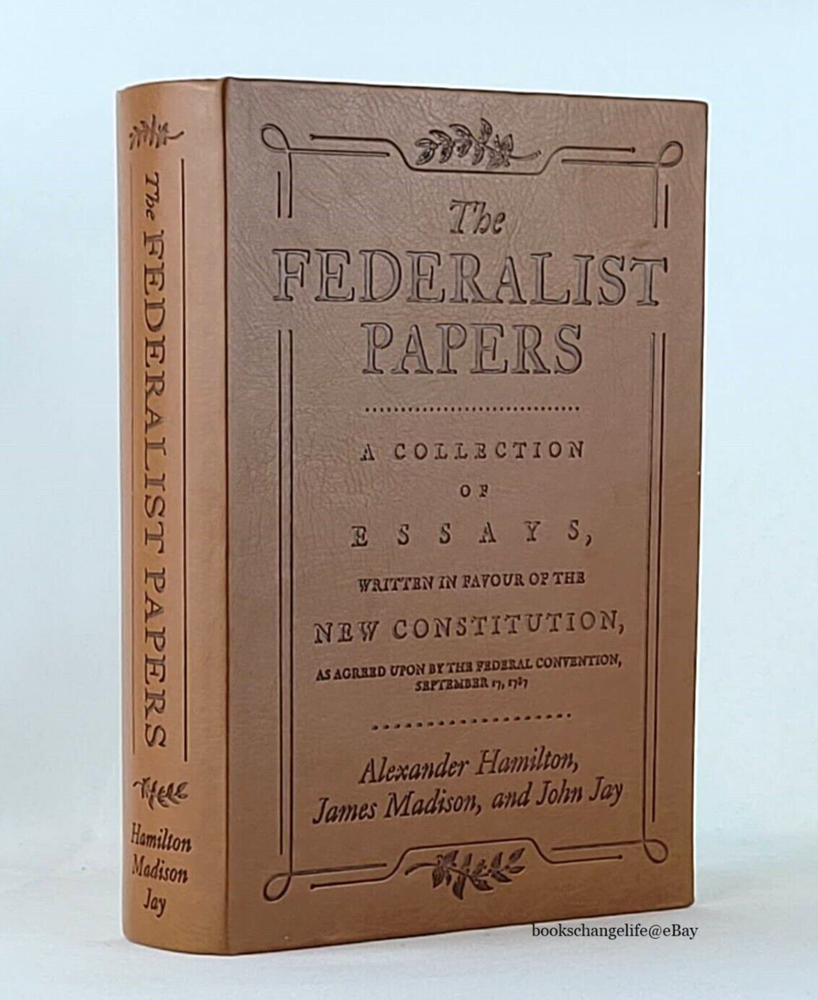 The FEDERALIST PAPERS
Hamilton
Madison
Jay
The
FEDERALIST
PAPERS
A COLLECTION
OF
ESSAYS,
WRITTEN IN FAVOUR OF THE
NEW CONSTITUTION,
AS AGREED UPON BY THE FEDERAL CONVENTION,
SEPTEMBER 17, 1787
Alexander Hamilton,
James Madison, and John Jay
bookschangelife@eBay